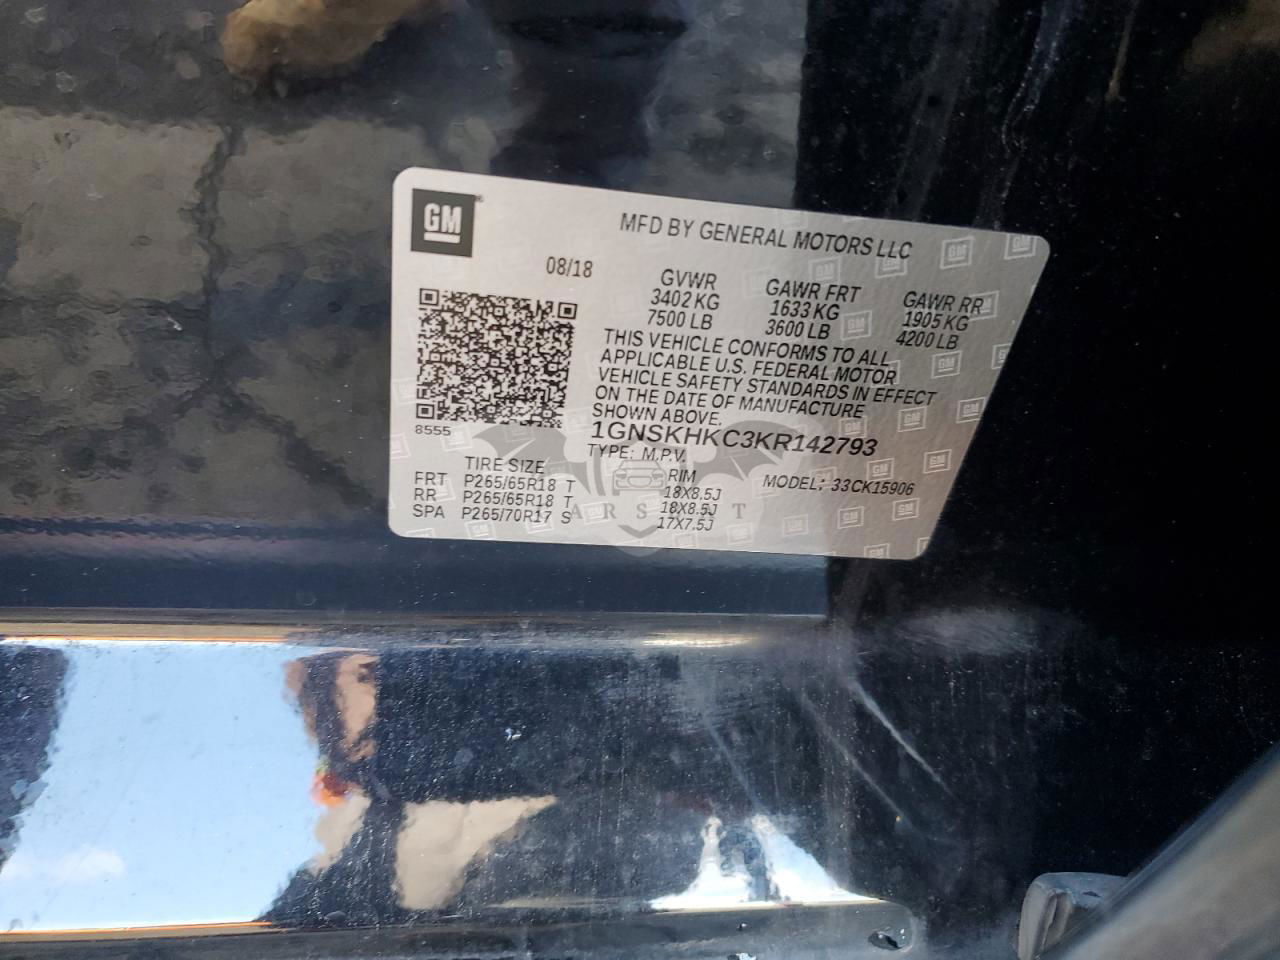 GM
MFD BY GENERAL MOTORS LLC
08/18
GVWR GAWR FRT GAWR RR
3402 KG 1633 KG 1905 KG
7500 LB 3600 LB 4200 LB
THIS VEHICLE CONFORMS TO ALL
APPLICABLE U.S. FEDERAL MOTOR
VEHICLE SAFETY STANDARDS IN EFFECT
ON THE DATE OF MANUFACTURE
SHOWN ABOVE.
8555
1GNSKHKC3KR142793
TYPE: M.P.V.
MODEL: 33CK15906
TIRE SIZE RIM
FRT P265/65R18 T 18X8.5J
RR P265/65R18 T 18X8.5J
SPA P265/70R17 S 17X7.5J